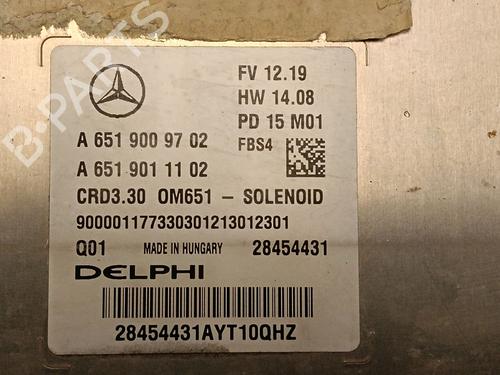 FV 12.19
HW 14.08
PD 15 M01
FBS4
A 651 900 97 02
A 651 901 11 02
CRD3.30 OM651 - SOLENOID
900001177330301213012301
Q01 MADE IN HUNGARY 28454431
DELPHI
28454431AYT10QHZ
B-PARTS